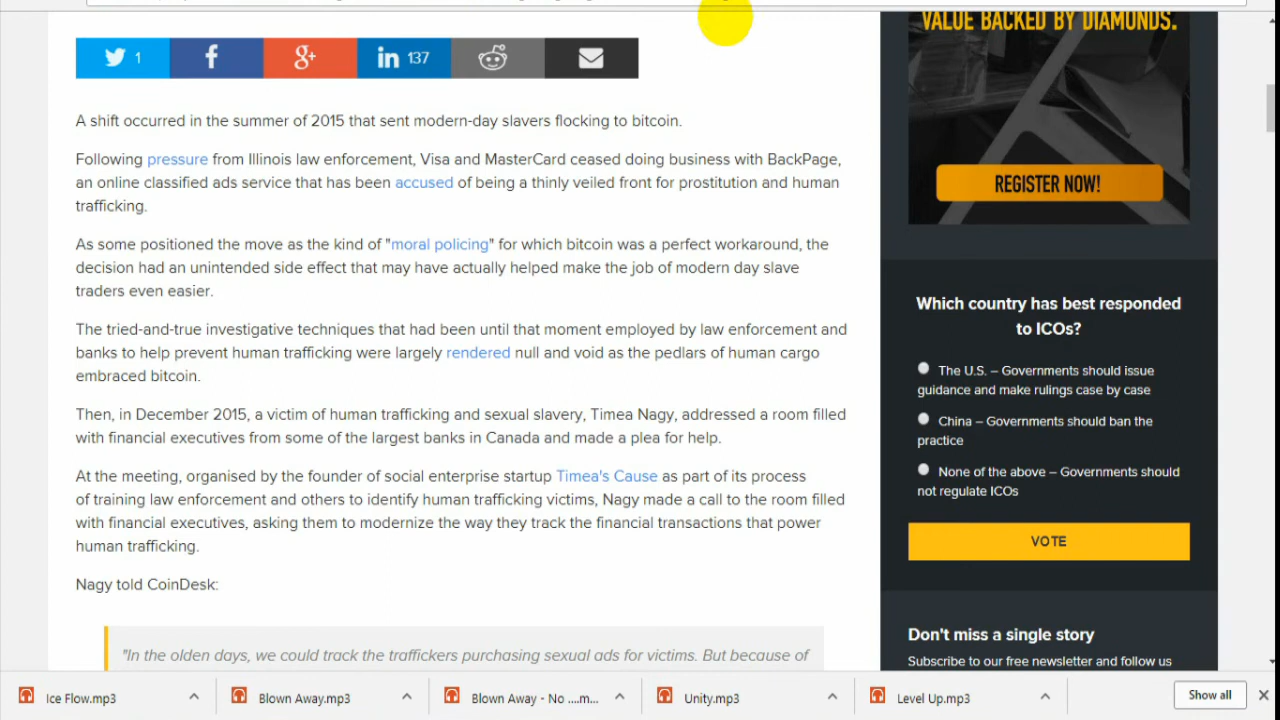 1
137
A shift occurred in the summer of 2015 that sent modern-day slavers flocking to bitcoin.
Following pressure from Illinois law enforcement, Visa and MasterCard ceased doing business with BackPage,
an online classified ads service that has been accused of being a thinly veiled front for prostitution and human
trafficking.
As some positioned the move as the kind of "moral policing" for which bitcoin was a perfect workaround, the
decision had an unintended side effect that may have actually helped make the job of modern day slave
traders even easier.
The tried-and-true investigative techniques that had been until that moment employed by law enforcement and
banks to help prevent human trafficking were largely rendered null and void as the pedlars of human cargo
embraced bitcoin.
Then, in December 2015, a victim of human trafficking and sexual slavery, Timea Nagy, addressed a room filled
with financial executives from some of the largest banks in Canada and made a plea for help.
At the meeting, organised by the founder of social enterprise startup Timea's Cause as part of its process
of training law enforcement and others to identify human trafficking victims, Nagy made a call to the room filled
with financial executives, asking them to modernize the way they track the financial transactions that power
human trafficking.
Nagy told CoinDesk:
"In the olden days, we could track the traffickers purchasing sexual ads for victims. But because of
VALUE BACKED BY DIAMONDS.
REGISTER NOW!
Which country has best responded
to ICOs?
The U.S. – Governments should issue
guidance and make rulings case by case
China – Governments should ban the
practice
None of the above – Governments should
not regulate ICOs
VOTE
Don't miss a single story
Subscribe to our free newsletter and follow us
Ice Flow.mp3
Blown Away.mp3
Blown Away - No ....m...
Unity.mp3
Level Up.mp3
Show all